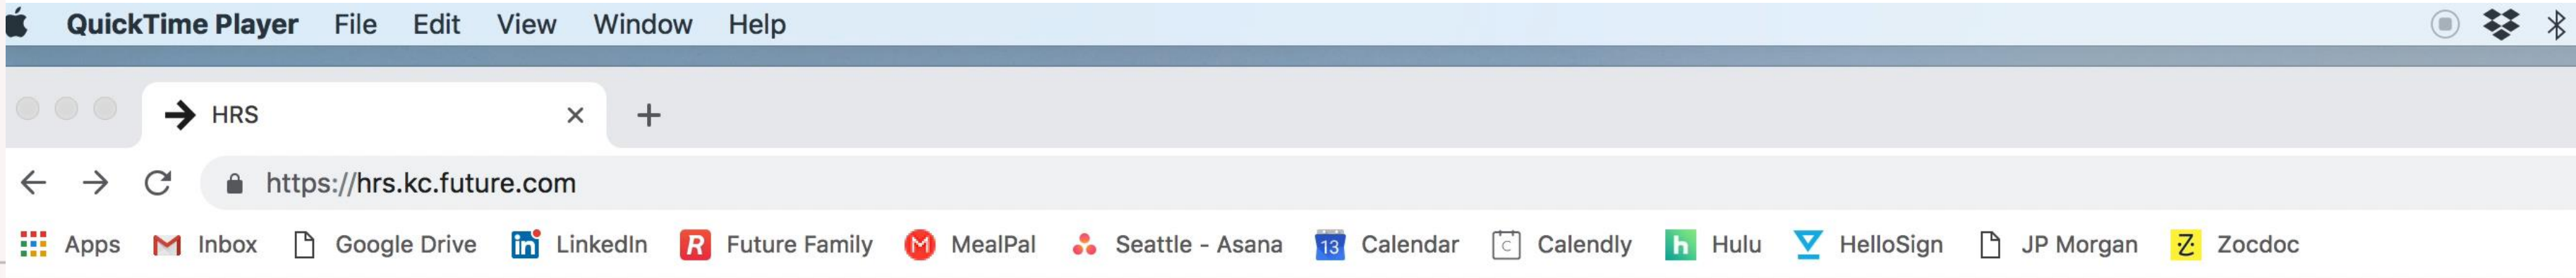 QuickTime Player File Edit View Window Help
HRS
https://hrs.kc.future.com
Apps Inbox Google Drive LinkedIn Future Family MealPal Seattle - Asana 13 Calendar Calendly Hulu HelloSign JP Morgan Zocdoc